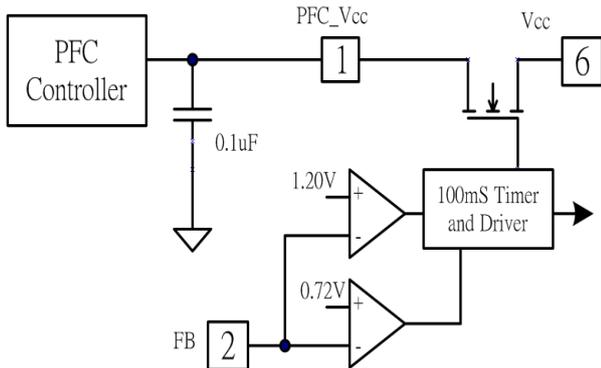 PFC_Vcc
Vcc
PFC
Controller
1
6
0.1uF
1.20V
+
-
100mS Timer
and Driver
0.72V
+
-
FB
2